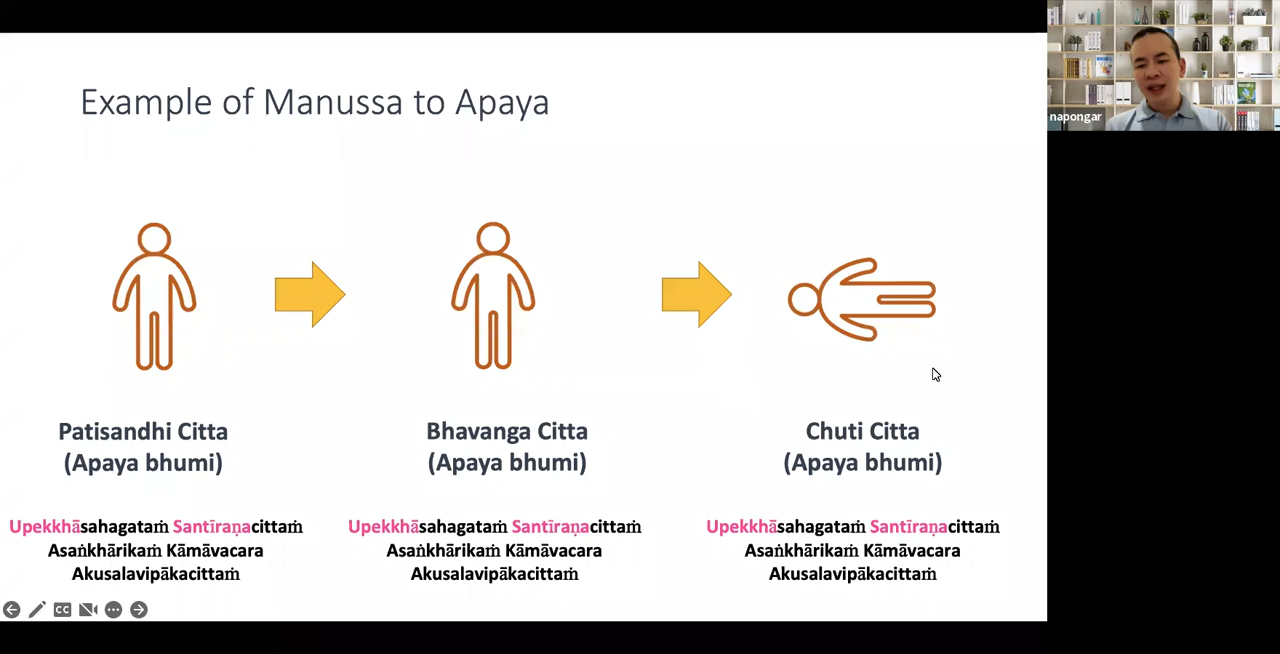 Example of Manussa to Apaya
napongar
Patisandhi Citta
(Apaya bhumi)
Bhavanga Citta
(Apaya bhumi)
Chuti Citta
(Apaya bhumi)
Upekkhāsahagataṁ Santīraṇacittaṁ
Asaṅkhārikaṁ Kāmāvacara
Akusalavipākacittaṁ
Upekkhāsahagataṁ Santīraṇacittaṁ
Asaṅkhārikaṁ Kāmāvacara
Akusalavipākacittaṁ
Upekkhāsahagataṁ Santīraṇacittaṁ
Asaṅkhārikaṁ Kāmāvacara
Akusalavipākacittaṁ
CC